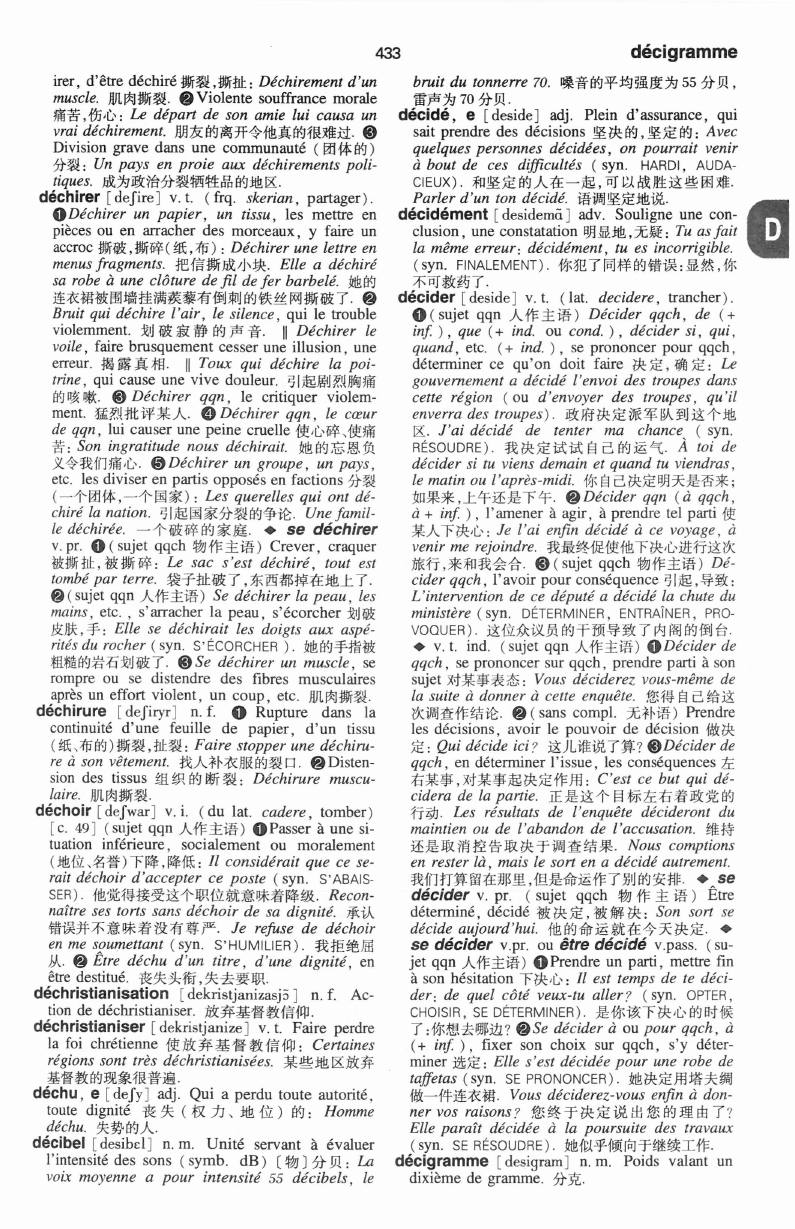 433
décigramme
irer, d'être déchiré 撕裂,撕扯: Déchirement d'un
muscle. 肌肉撕裂. ❷Violente souffrance morale
痛苦,伤心: Le départ de son amie lui causa un
vrai déchirement. 朋友的离开令他真的很难过. ❸
Division grave dans une communauté (团体的)
分裂: Un pays en proie aux déchirements poli-
tiques. 成为政治分裂牺牲品的地区.
déchirer [deʃire] v. t. (frq. skerian, partager).
❶Déchirer un papier, un tissu, les mettre en
pièces ou en arracher des morceaux, y faire un
accroc 撕破,撕碎(纸,布): Déchirer une lettre en
menus fragments. 把信撕成小块. Elle a déchiré
sa robe à une clôture de fil de fer barbelé. 她的
连衣裙被围墙挂满蒺藜有倒刺的铁丝网撕破了. ❷
Bruit qui déchire l'air, le silence, qui le trouble
violemment. 划破寂静的声音. ‖ Déchirer le
voile, faire brusquement cesser une illusion, une
erreur. 揭露真相. ‖ Toux qui déchire la poi-
trine, qui cause une vive douleur. 引起剧烈胸痛
的咳嗽. ❸ Déchirer qqn, le critiquer violem-
ment. 猛烈批评某人. ❹ Déchirer qqn, le cœur
de qqn, lui causer une peine cruelle 使心碎、使痛
苦: Son ingratitude nous déchirait. 她的忘恩负
义令我们痛心. ❺Déchirer un groupe, un pays,
etc. les diviser en partis opposés en factions 分裂
(一个团体,一个国家): Les querelles qui ont dé-
chiré la nation. 引起国家分裂的争论. Une famil-
le déchirée. 一个破碎的家庭. ◆ se déchirer
v. pr. ❶(sujet qqch 物作主语) Crever, craquer
被撕扯,被撕碎: Le sac s'est déchiré, tout est
tombé par terre. 袋子扯破了,东西都掉在地上了.
❷(sujet qqn 人作主语) Se déchirer la peau, les
mains, etc., s'arracher la peau, s'écorcher 划破
皮肤,手: Elle se déchirait les doigts aux aspé-
rités du rocher (syn. S'ÉCORCHER). 她的手指被
粗糙的岩石划破了. ❸Se déchirer un muscle, se
rompre ou se distendre des fibres musculaires
après un effort violent, un coup, etc. 肌肉撕裂.
déchirure [deʃiryr] n. f. ❶ Rupture dans la
continuité d'une feuille de papier, d'un tissu
(纸、布的)撕裂,扯裂: Faire stopper une déchiru-
re à son vêtement. 找人补衣服的裂口. ❷Disten-
sion des tissus 组织的断裂: Déchirure muscu-
laire. 肌肉撕裂.
déchoir [deʃwar] v. i. (du lat. cadere, tomber)
[c. 49] (sujet qqn 人作主语) ❶Passer à une si-
tuation inférieure, socialement ou moralement
(地位、名誉)下降,降低: Il considérait que ce se-
rait déchoir d'accepter ce poste (syn. S'ABAIS-
SER). 他觉得接受这个职位就意味着降级. Recon-
naître ses torts sans déchoir de sa dignité. 承认
错误并不意味着没有尊严. Je refuse de déchoir
en me soumettant (syn. S'HUMILIER). 我拒绝屈
从. ❷ Être déchu d'un titre, d'une dignité, en
être destitué. 丧失头衔,失去要职.
déchristianisation [dekristjanizasjɔ̃] n. f. Ac-
tion de déchristianiser. 放弃基督教信仰.
déchristianiser [dekristjanize] v. t. Faire perdre
la foi chrétienne 使放弃基督教信仰: Certaines
régions sont très déchristianisées. 某些地区放弃
基督教的现象很普遍.
déchu, e [deʃy] adj. Qui a perdu toute autorité,
toute dignité 丧失(权力、地位)的: Homme
déchu. 失势的人.
décibel [desibɛl] n. m. Unité servant à évaluer
l'intensité des sons (symb. dB) [物]分贝: La
voix moyenne a pour intensité 55 décibels, le
bruit du tonnerre 70. 嗓音的平均强度为 55 分贝,
雷声为 70 分贝.
décidé, e [deside] adj. Plein d'assurance, qui
sait prendre des décisions 坚决的,坚定的: Avec
quelques personnes décidées, on pourrait venir
à bout de ces difficultés (syn. HARDI, AUDA-
CIEUX). 和坚定的人在一起,可以战胜这些困难.
Parler d'un ton décidé. 语调坚定地说.
décidément [desidemɑ̃] adv. Souligne une con-
clusion, une constatation 明显地,无疑: Tu as fait
la même erreur: décidément, tu es incorrigible.
(syn. FINALEMENT). 你犯了同样的错误:显然,你
不可救药了.
D
décider [deside] v. t. (lat. decidere, trancher).
❶(sujet qqn 人作主语) Décider qqch, de (+
inf.), que (+ ind. ou cond.), décider si, qui,
quand, etc. (+ ind.), se prononcer pour qqch,
déterminer ce qu'on doit faire 决定,确定: Le
gouvernement a décidé l'envoi des troupes dans
cette région (ou d'envoyer des troupes, qu'il
enverra des troupes). 政府决定派军队到这个地
区. J'ai décidé de tenter ma chance (syn.
RÉSOUDRE). 我决定试试自己的运气. À toi de
décider si tu viens demain et quand tu viendras,
le matin ou l'après-midi. 你自己决定明天是否来;
如果来,上午还是下午. ❷Décider qqn (à qqch,
à + inf.), l'amener à agir, à prendre tel parti 使
某人下决心: Je l'ai enfin décidé à ce voyage, à
venir me rejoindre. 我最终促使他下决心进行这次
旅行,来和我会合. ❸(sujet qqch 物作主语) Dé-
cider qqch, l'avoir pour conséquence 引起,导致:
L'intervention de ce député a décidé la chute du
ministère (syn. DÉTERMINER, ENTRAÎNER, PRO-
VOQUER). 这位众议员的干预导致了内阁的倒台.
◆ v. t. ind. (sujet qqn 人作主语) ❶Décider de
qqch, se prononcer sur qqch, prendre parti à son
sujet 对某事表态: Vous déciderez vous-même de
la suite à donner à cette enquête. 您得自己给这
次调查作结论. ❷(sans compl. 无补语) Prendre
les décisions, avoir le pouvoir de décision 做决
定: Qui décide ici? 这儿谁说了算? ❸Décider de
qqch, en déterminer l'issue, les conséquences 左
右某事,对某事起决定作用: C'est ce but qui dé-
cidera de la partie. 正是这个目标左右着政党的
行动. Les résultats de l'enquête décideront du
maintien ou de l'abandon de l'accusation. 维持
还是取消控告取决于调查结果. Nous comptions
en rester là, mais le sort en a décidé autrement.
我们打算留在那里,但是命运作了别的安排. ◆ se
décider v. pr. (sujet qqch 物作主语) Être
déterminé, décidé 被决定,被解决: Son sort se
décide aujourd'hui. 他的命运就在今天决定. ◆
se décider v.pr. ou être décidé v.pass. (su-
jet qqn 人作主语) ❶Prendre un parti, mettre fin
à son hésitation 下决心: Il est temps de te déci-
der: de quel côté veux-tu aller? (syn. OPTER,
CHOISIR, SE DÉTERMINER). 是你该下决心的时候
了:你想去哪边? ❷Se décider à ou pour qqch, à
(+ inf.), fixer son choix sur qqch, s'y déter-
miner 选定: Elle s'est décidée pour une robe de
taffetas (syn. SE PRONONCER). 她决定用塔夫绸
做一件连衣裙. Vous déciderez-vous enfin à don-
ner vos raisons? 您终于决定说出您的理由了?
Elle paraît décidée à la poursuite des travaux
(syn. SE RÉSOUDRE). 她似乎倾向于继续工作.
décigramme [desigram] n. m. Poids valant un
dixième de gramme. 分克.